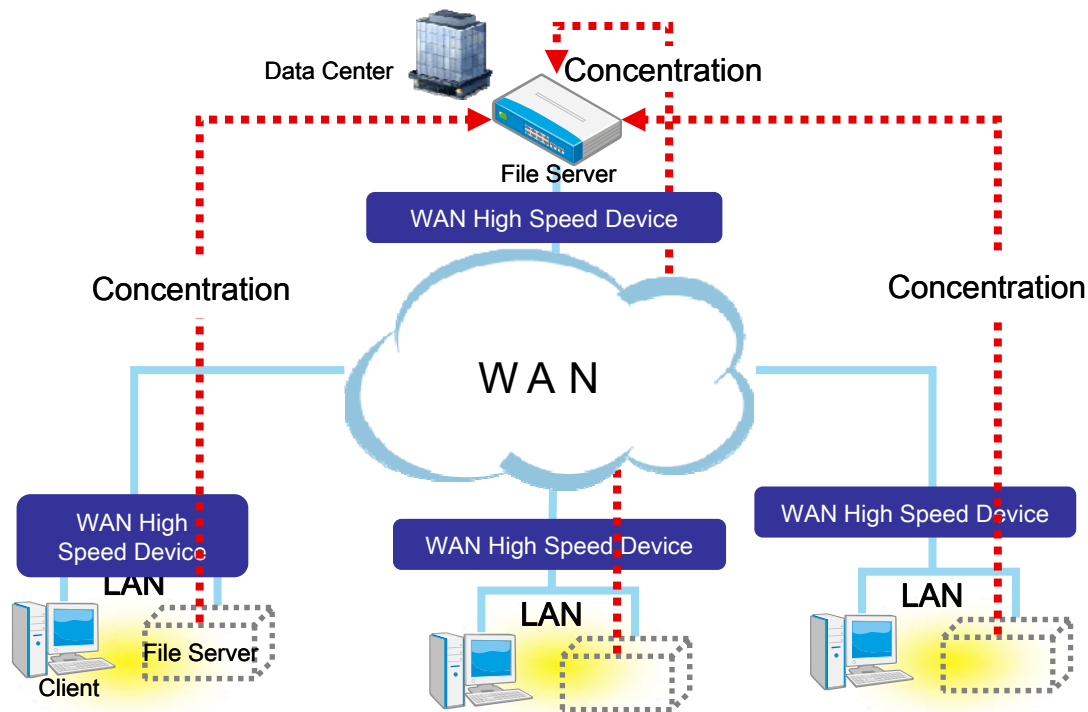 Data Center
Concentration
File Server
WAN High Speed Device
Concentration
Concentration
WAN
WAN High
Speed Device
WAN High Speed Device
WAN High Speed Device
LAN
LAN
LAN
File Server
Client